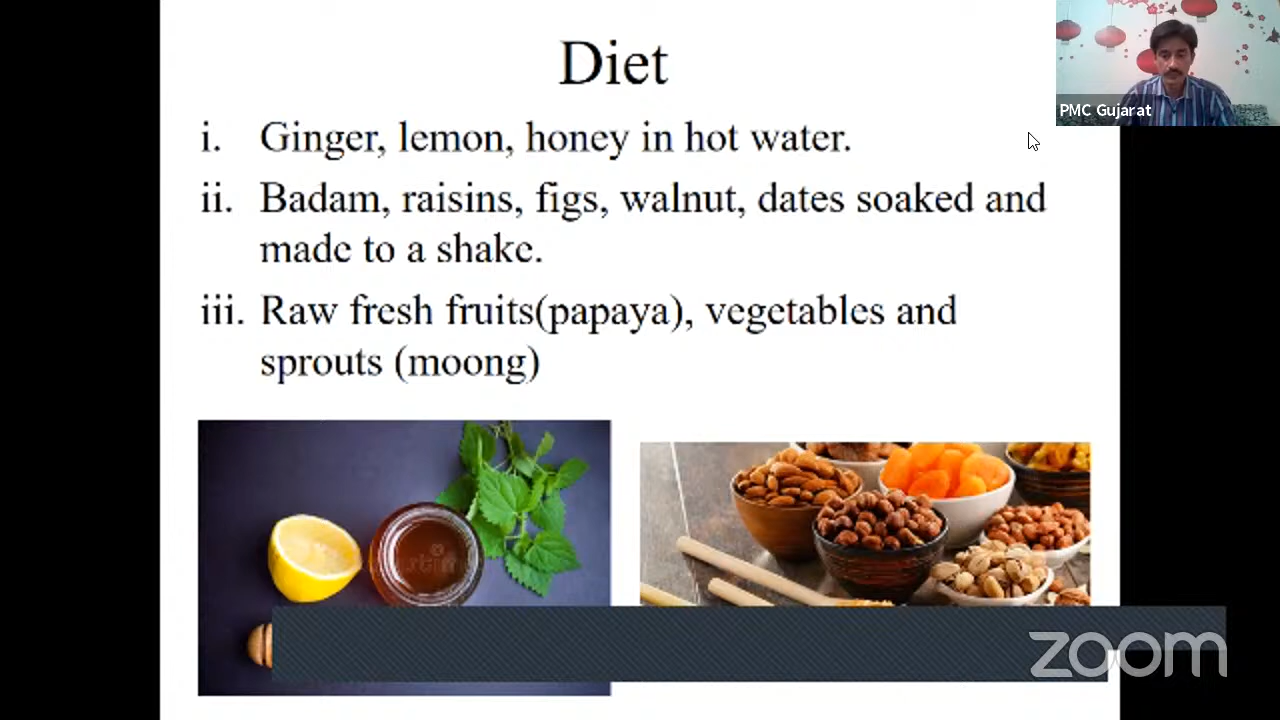 Diet
PMC Gujarat
i. Ginger, lemon, honey in hot water.
ii. Badam, raisins, figs, walnut, dates soaked and
made to a shake.
iii. Raw fresh fruits(papaya), vegetables and
sprouts (moong)
zoom